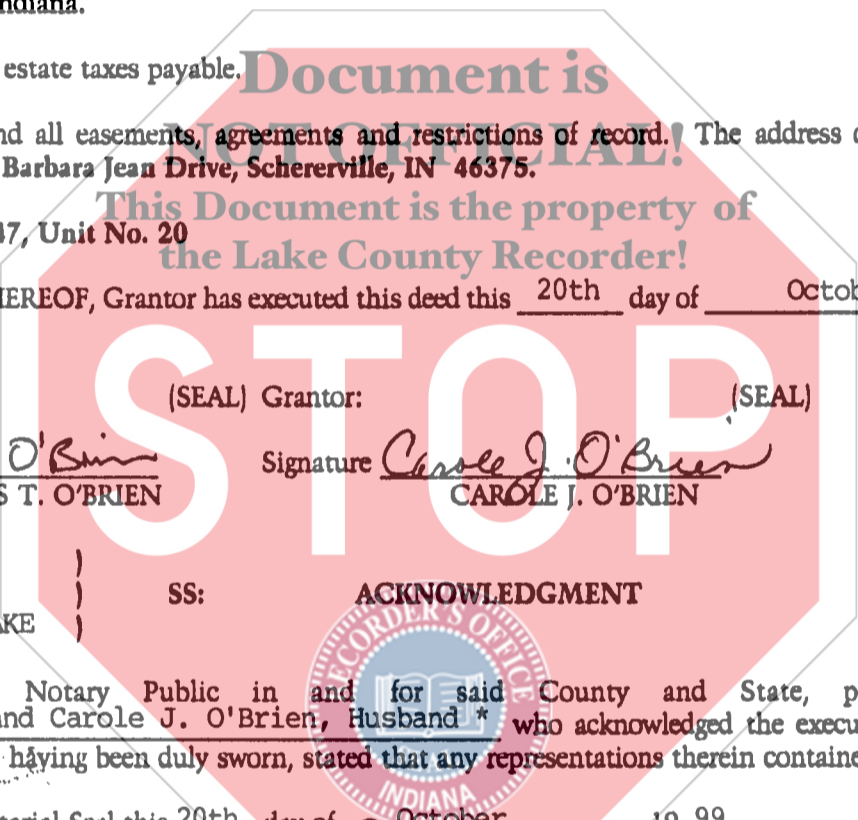 Indiana.
estate taxes payable.
Document is
nd all easements, agreements and restrictions of record. The address
NOT OFFICIAL!
Barbara Jean Drive, Schererville, IN 46375.
This Document is the property of
47, Unit No. 20
the Lake County Recorder!
HEREOF, Grantor has executed this deed this 20th day of Octob
STOP
(SEAL) Grantor: (SEAL)
O'Brien Signature Carole J. O'Brien
S T. O'BRIEN CAROLE J. O'BRIEN
)
) SS: ACKNOWLEDGMENT
AKE )
RECORDER'S OFFICE
Notary Public in and for said County and State, p
nd Carole J. O'Brien, Husband * who acknowledged the execu
having been duly sworn, stated that any representations therein containe
INDIANA
Seal this 20th day of October 19 99